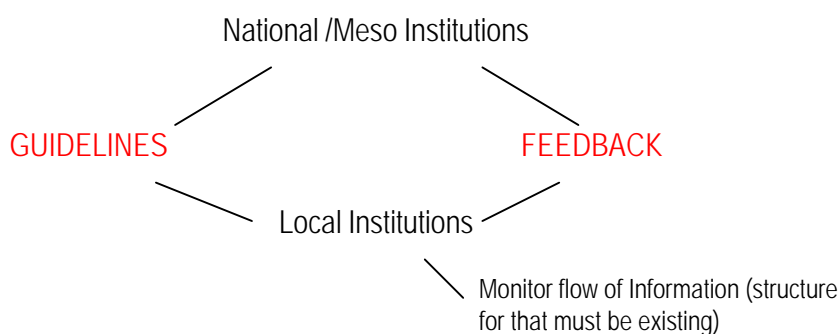 National /Meso Institutions
GUIDELINES
FEEDBACK
Local Institutions
Monitor flow of Information (structure
for that must be existing)